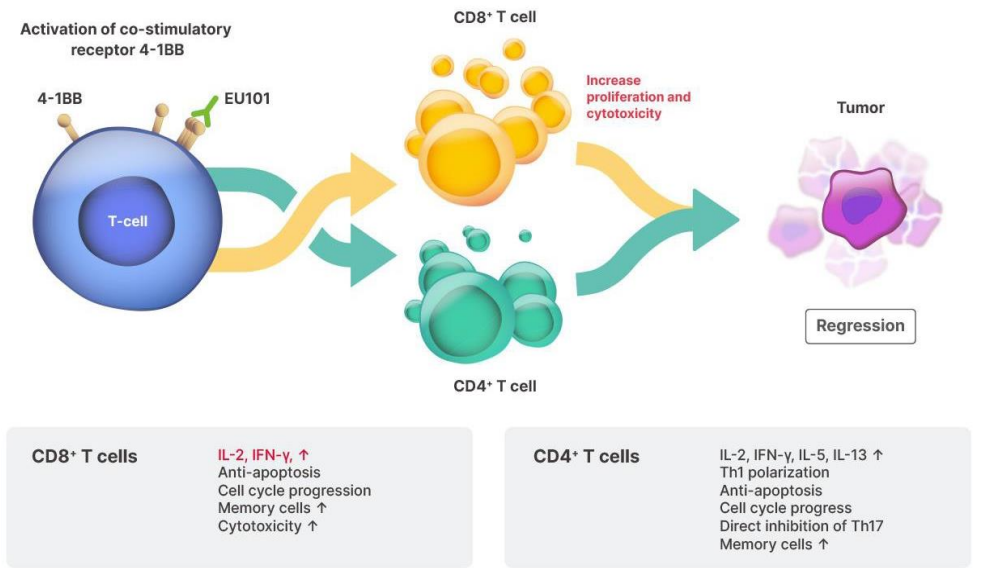 Activation of co-stimulatory
receptor 4-1BB
4-1BB
EU101
T-cell
CD8⁺ T cell
Increase
proliferation and
cytotoxicity
CD4⁺ T cell
Tumor
Regression
CD8⁺ T cells
IL-2, IFN-γ, ↑
Anti-apoptosis
Cell cycle progression
Memory cells ↑
Cytotoxicity ↑
CD4⁺ T cells
IL-2, IFN-γ, IL-5, IL-13 ↑
Th1 polarization
Anti-apoptosis
Cell cycle progress
Direct inhibition of Th17
Memory cells ↑